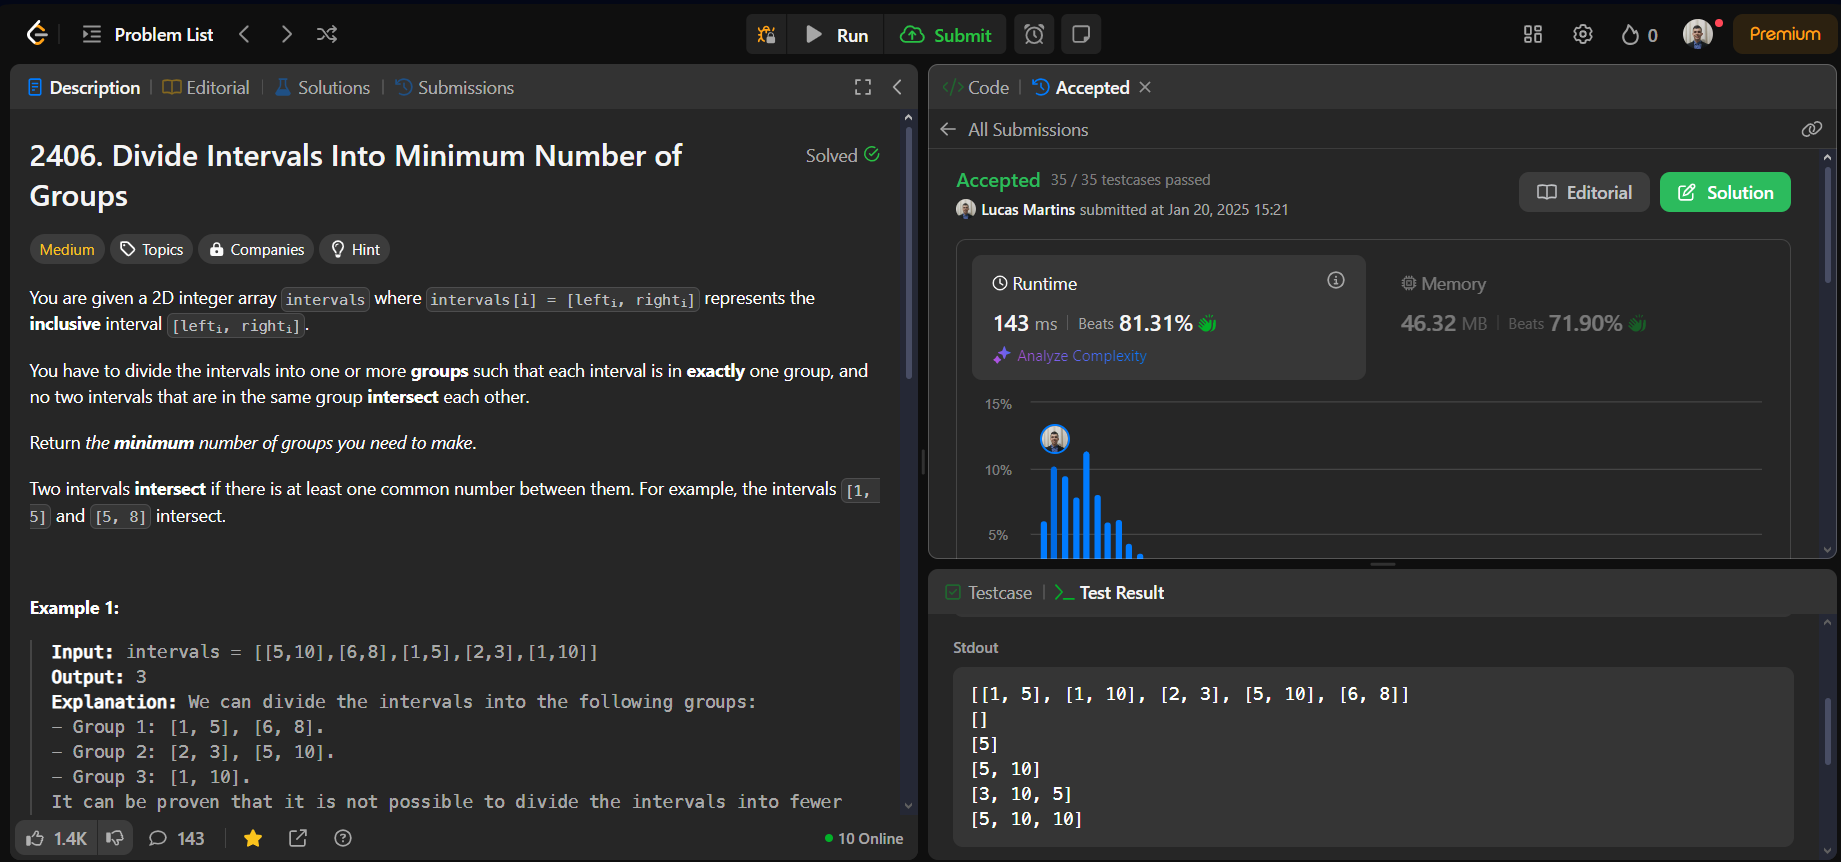 Problem List
Run
Submit
0
Premium
Description
Editorial
Solutions
Submissions
2406. Divide Intervals Into Minimum Number of
Groups
Solved
Medium
Topics
Companies
Hint
You are given a 2D integer array intervals where intervals[i] = [leftᵢ, rightᵢ] represents the
inclusive interval [leftᵢ, rightᵢ].
You have to divide the intervals into one or more groups such that each interval is in exactly one group, and
no two intervals that are in the same group intersect each other.
Return the minimum number of groups you need to make.
Two intervals intersect if there is at least one common number between them. For example, the intervals [1,
5] and [5, 8] intersect.
Example 1:
Input: intervals = [[5,10],[6,8],[1,5],[2,3],[1,10]]
Output: 3
Explanation: We can divide the intervals into the following groups:
- Group 1: [1, 5], [6, 8].
- Group 2: [2, 3], [5, 10].
- Group 3: [1, 10].
It can be proven that it is not possible to divide the intervals into fewer
1.4K
143
10 Online
Code
Accepted
All Submissions
Accepted 35 / 35 testcases passed
Lucas Martins submitted at Jan 20, 2025 15:21
Editorial
Solution
Runtime
143 ms | Beats 81.31%
Analyze Complexity
Memory
46.32 MB | Beats 71.90%
15%
10%
5%
Testcase
>_ Test Result
Stdout
[[1, 5], [1, 10], [2, 3], [5, 10], [6, 8]]
[]
[5]
[5, 10]
[3, 10, 5]
[5, 10, 10]